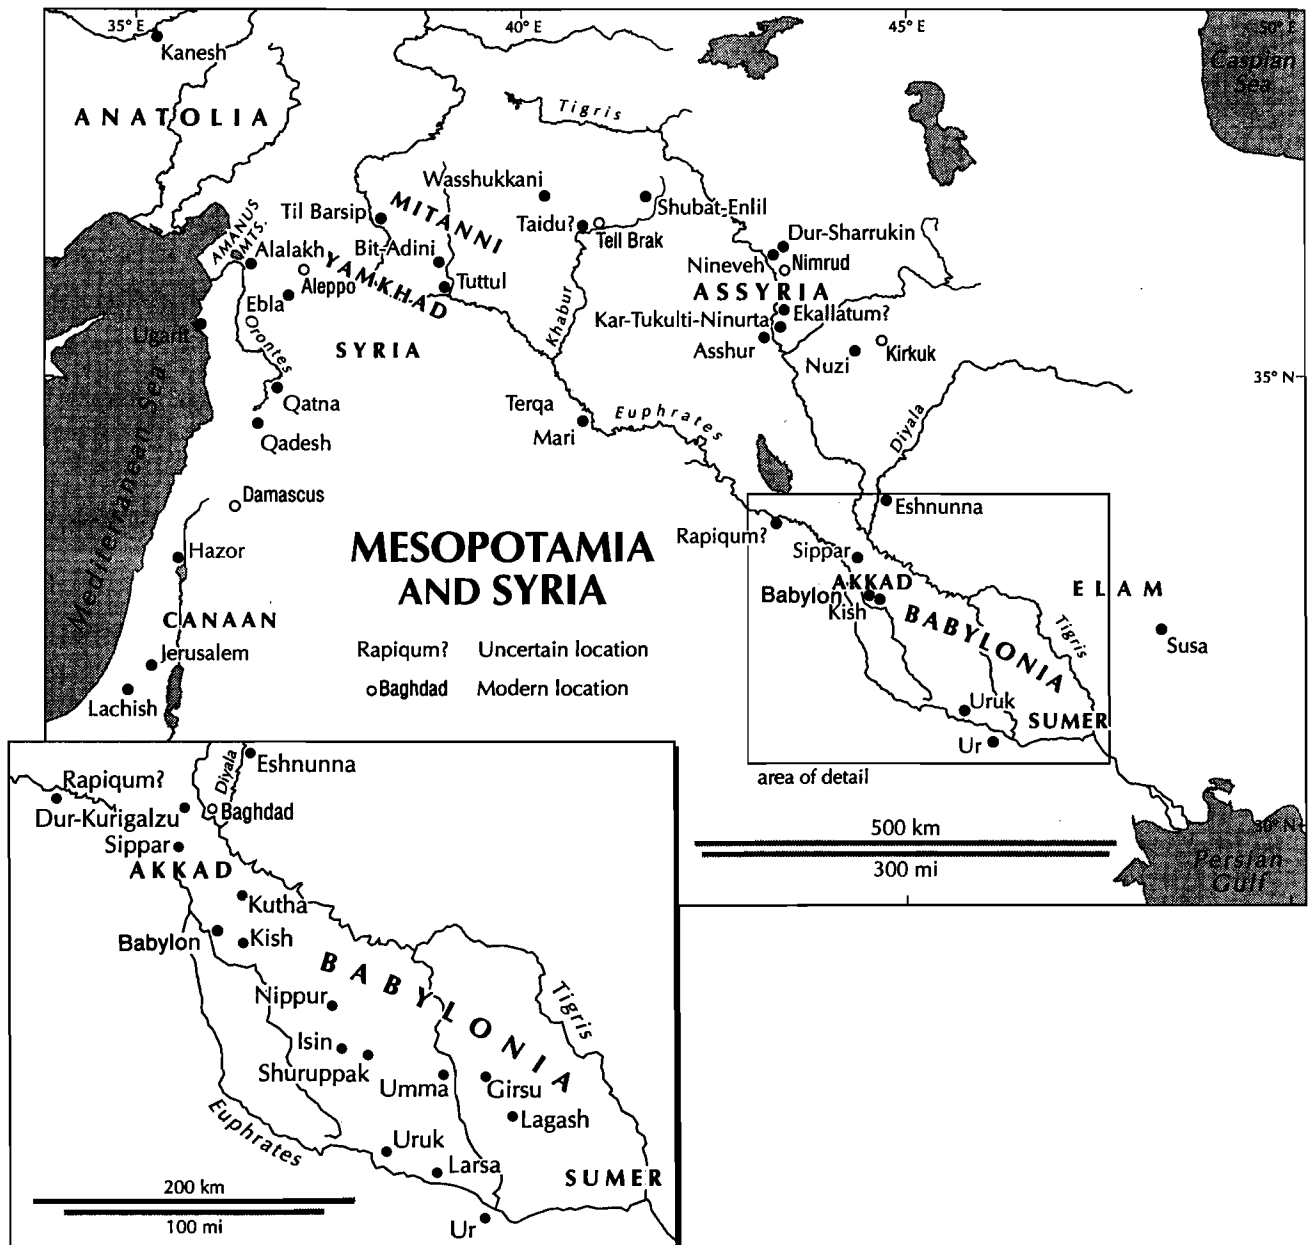 35° E
40° E
45° E
50° E
Kanesh
Caspian
Sea
ANATOLIA
Tigris
Wasshukkani
MITANNI
Til Barsip
Shubat-Enlil
Taidu?
Tell Brak
AMANUS
MTS.
Dur-Sharrukin
Alalakh
Bit-Adini
Nineveh
Nimrud
Aleppo
YAMKHAD
Tuttul
ASSYRIA
Ebla
Ekallatum?
Khabur
Kar-Tukulti-Ninurta
Ugarit
Orontes
SYRIA
Asshur
Nuzi
Kirkuk
35° N
Qatna
Terqa
Euphrates
Mari
Diyala
Qadesh
Mediterranean Sea
Damascus
Eshnunna
MESOPOTAMIA
AND SYRIA
Rapiqum?
Hazor
Sippar
AKKAD
ELAM
Babylon
Kish
BABYLONIA
Tigris
CANAAN
Susa
Rapiqum? Uncertain location
Jerusalem
Baghdad Modern location
Lachish
Uruk
SUMER
Ur
area of detail
500 km
300 mi
30° N
Persian
Gulf
Diyala
Eshnunna
Rapiqum?
Dur-Kurigalzu
Baghdad
Sippar
AKKAD
Kutha
Babylon
Kish
BABYLONIA
Nippur
Tigris
Isin
Shuruppak
Umma
Girsu
Lagash
Euphrates
Uruk
Larsa
SUMER
200 km
100 mi
Ur